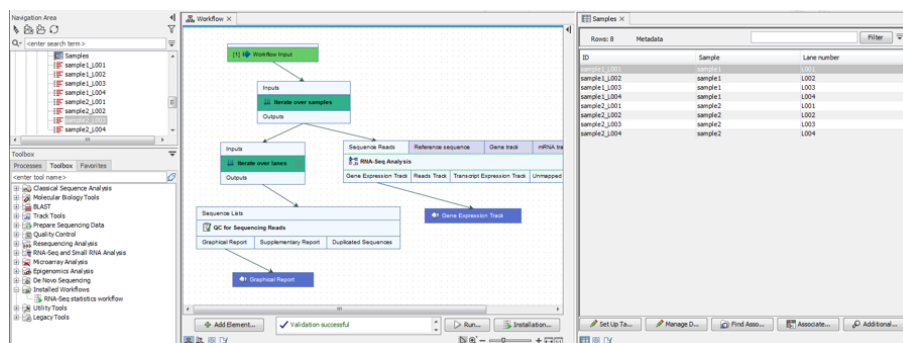 Navigation Area
<enter search term>
Samples
sample1_L001
sample1_L002
sample1_L003
sample1_L004
sample2_L001
sample2_L002
sample2_L003
sample2_L004
Toolbox
Processes Toolbox Favorites
<enter tool name>
Classical Sequence Analysis
Molecular Biology Tools
BLAST
Track Tools
Prepare Sequencing Data
Quality Control
Resequencing Analysis
RNA-Seq and Small RNA Analysis
Microarray Analysis
Epigenomics Analysis
De Novo Sequencing
Installed Workflows
RNA-Seq statistics workflow
Utility Tools
Legacy Tools
Workflow
[1] Workflow Input
Inputs
Iterate over samples
Outputs
Inputs
Iterate over lanes
Outputs
Sequence Reads Reference sequence Gene track mRNA tra
RNA-Seq Analysis
Gene Expression Track Reads Track Transcript Expression Track Unmapped
Sequence Lists
QC for Sequencing Reads
Graphical Report Supplementary Report Duplicated Sequences
Gene Expression Track
Graphical Report
Add Element...
Validation successful
Run...
Installation...
Samples
Rows: 8 Metadata Filter
ID Sample Lane number
sample1_L001 sample1 L001
sample1_L002 sample1 L002
sample1_L003 sample1 L003
sample1_L004 sample1 L004
sample2_L001 sample2 L001
sample2_L002 sample2 L002
sample2_L003 sample2 L003
sample2_L004 sample2 L004
Set Up Ta... Manage D... Find Asso... Associate... Additional...